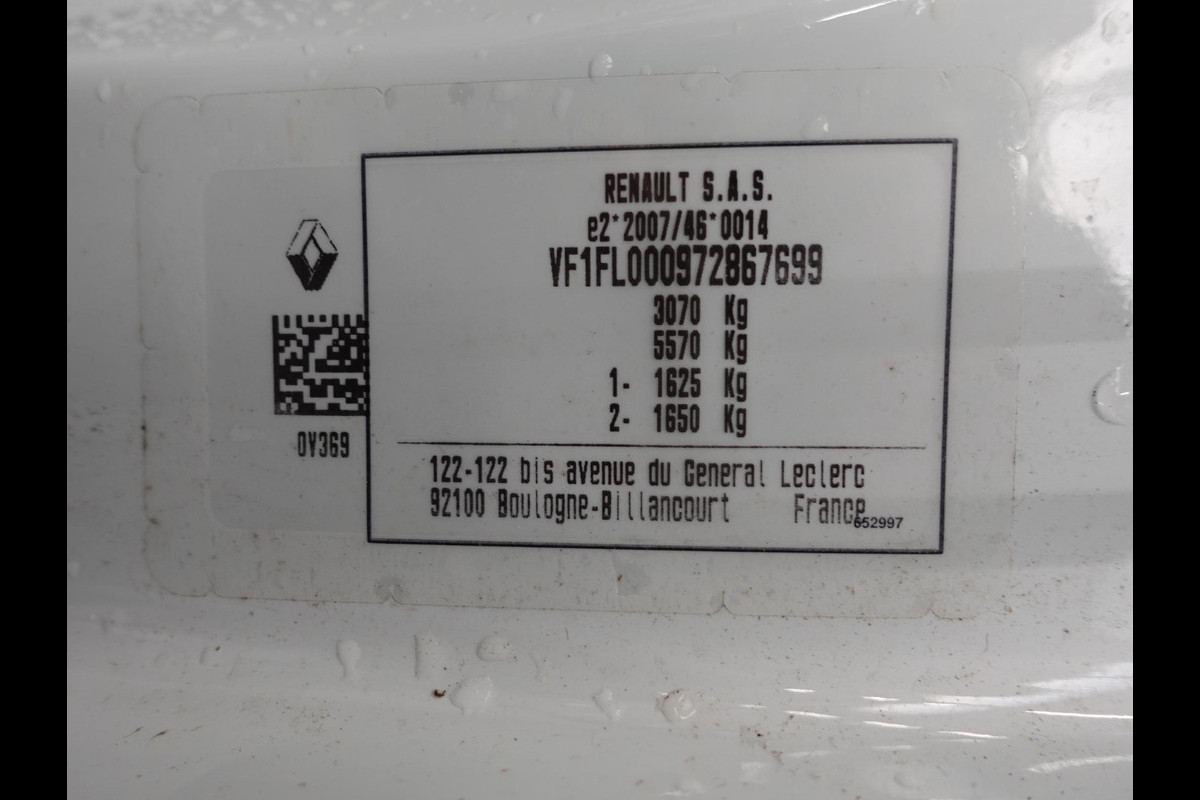 RENAULT S.A.S.
e2*2007/46*0014
VF1FL000972867699
3070 Kg
5570 Kg
1- 1625 Kg
2- 1650 Kg
0V369
122-122 bis avenue du General Leclerc
92100 Boulogne-Billancourt France
652997